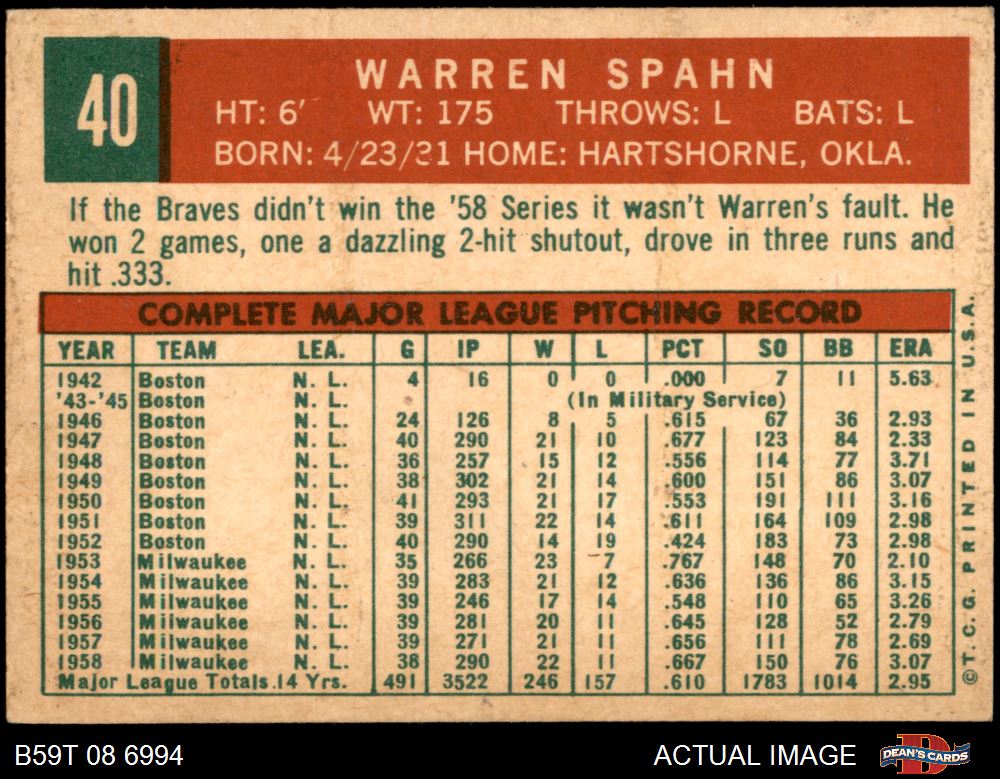 40
WARREN SPAHN
HT: 6' WT: 175 THROWS: L BATS: L
BORN: 4/23/31 HOME: HARTSHORNE, OKLA.
If the Braves didn't win the '58 Series it wasn't Warren's fault. He
won 2 games, one a dazzling 2-hit shutout, drove in three runs and
hit .333.
COMPLETE MAJOR LEAGUE PITCHING RECORD
YEAR TEAM LEA. G IP W L PCT SO BB ERA
1942 Boston N. L. 4 16 0 0 .000 7 11 5.63
'43-'45 Boston N. L. (In Military Service)
1946 Boston N. L. 24 126 8 5 .615 67 36 2.93
1947 Boston N. L. 40 290 21 10 .677 123 84 2.33
1948 Boston N. L. 36 257 15 12 .556 114 77 3.71
1949 Boston N. L. 38 302 21 14 .600 151 86 3.07
1950 Boston N. L. 41 293 21 17 .553 191 111 3.16
1951 Boston N. L. 39 311 22 14 .611 164 109 2.98
1952 Boston N. L. 40 290 14 19 .424 183 73 2.98
1953 Milwaukee N. L. 35 266 23 7 .767 148 70 2.10
1954 Milwaukee N. L. 39 283 21 12 .636 136 86 3.15
1955 Milwaukee N. L. 39 246 17 14 .548 110 65 3.26
1956 Milwaukee N. L. 39 281 20 11 .645 128 52 2.79
1957 Milwaukee N. L. 39 271 21 11 .656 111 78 2.69
1958 Milwaukee N. L. 38 290 22 11 .667 150 76 3.07
Major League Totals 14 Yrs. 491 3522 246 157 .610 1783 1014 2.95
© T. C. G. PRINTED IN U.S.A.
B59T 08 6994
ACTUAL IMAGE
DEAN'S CARDS